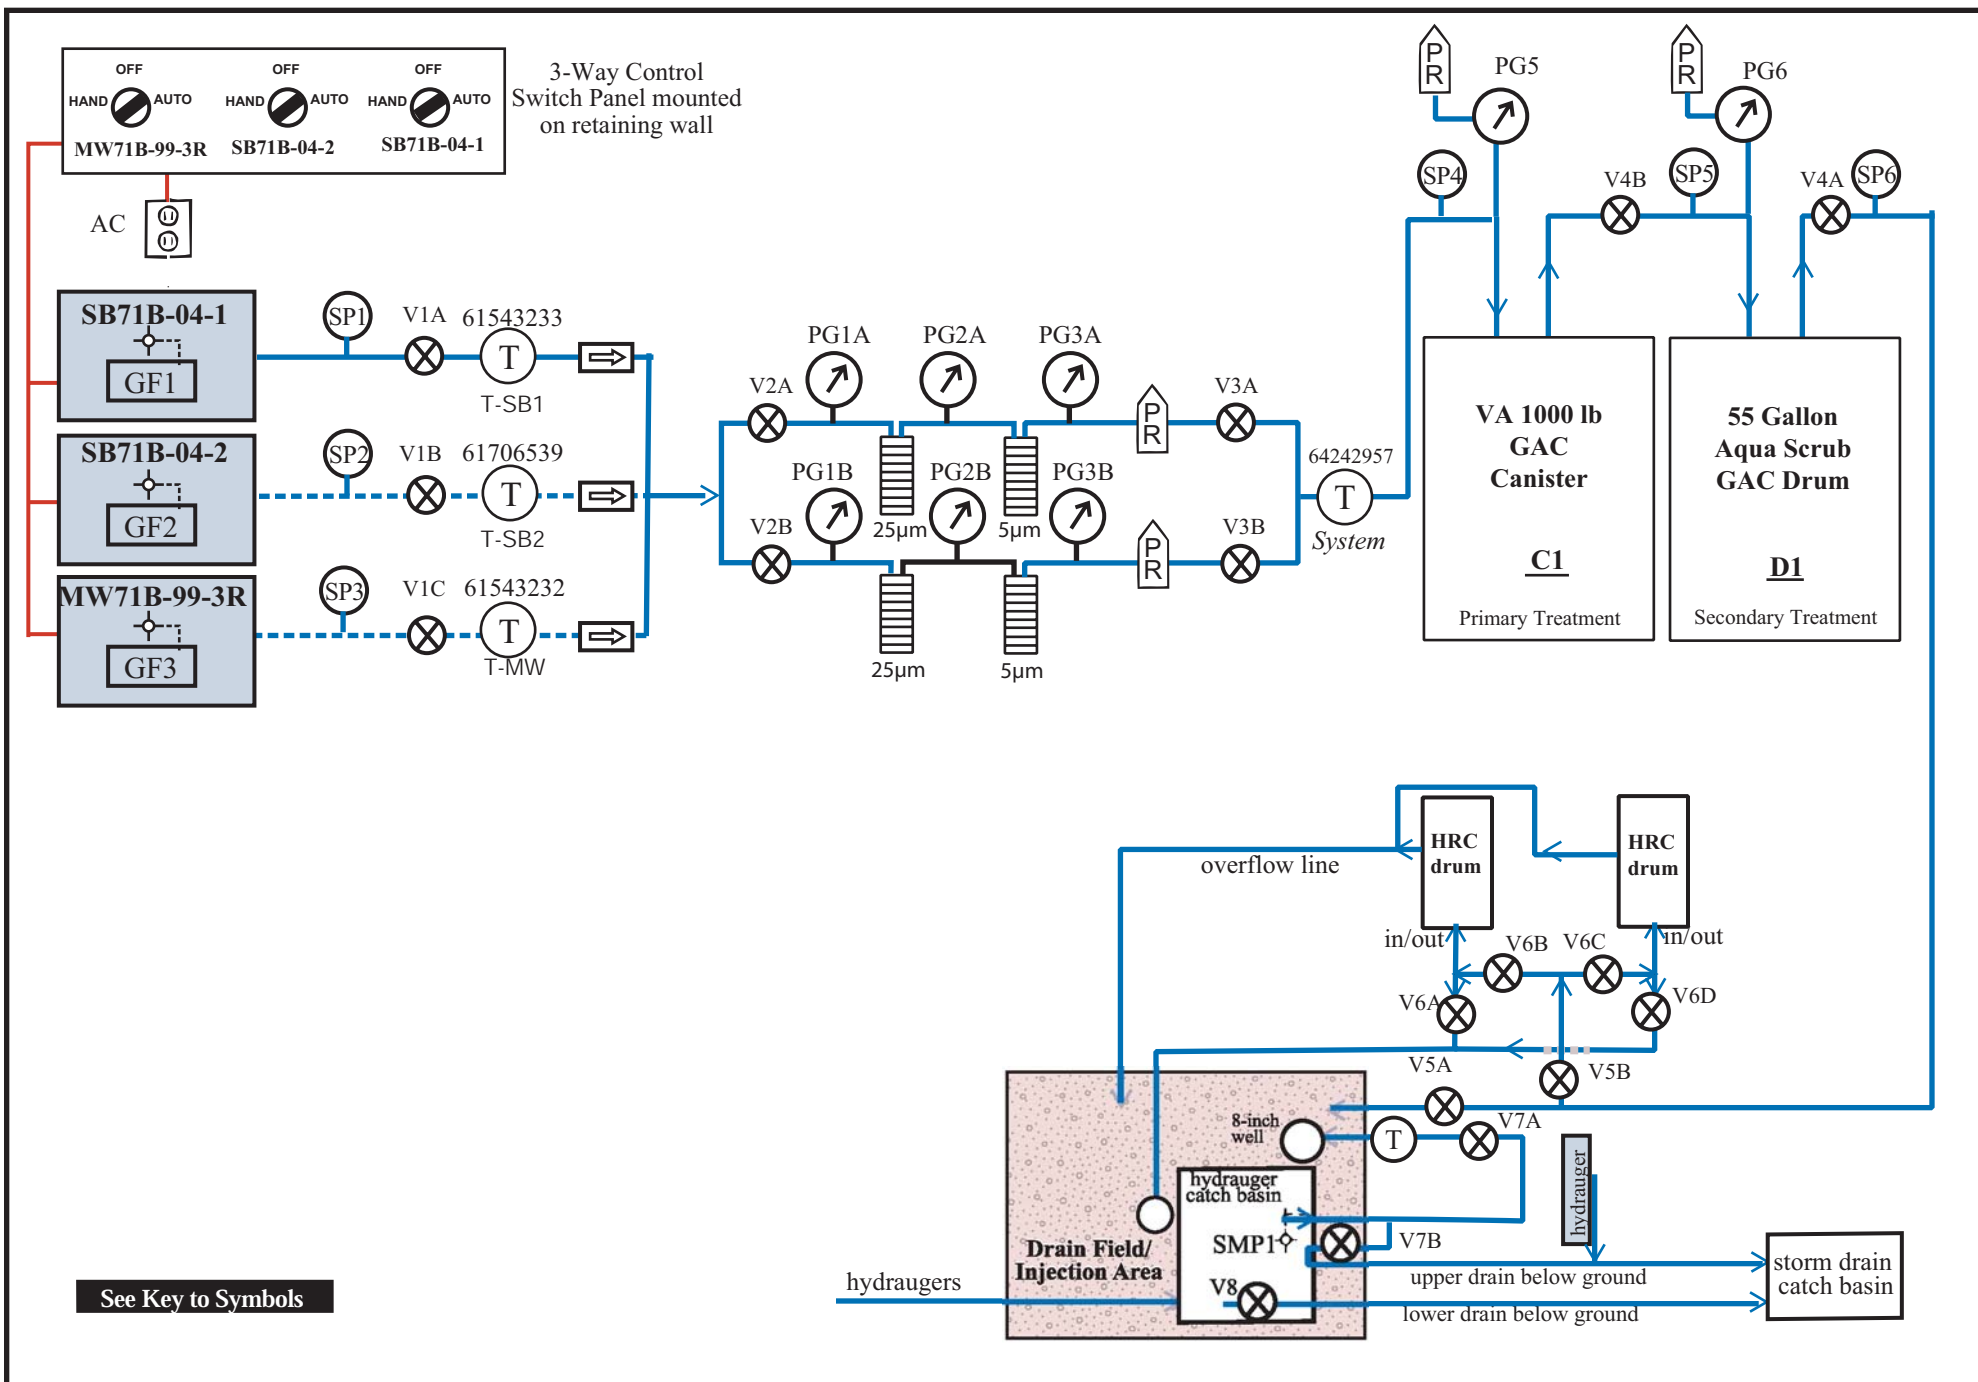 OFF
HAND
AUTO
MW71B-99-3R
OFF
HAND
AUTO
SB71B-04-2
OFF
HAND
AUTO
SB71B-04-1
3-Way Control
Switch Panel mounted
on retaining wall
AC
SB71B-04-1
GF1
SP1
V1A
61543233
T
T-SB1
SB71B-04-2
GF2
SP2
V1B
61706539
T
T-SB2
MW71B-99-3R
GF3
SP3
V1C
61543232
T
T-MW
V2A
PG1A
PG2A
PG3A
PR
V3A
25µm
5µm
V2B
PG1B
PG2B
PG3B
PR
V3B
25µm
5µm
64242957
T
System
PR
PG5
SP4
PR
PG6
V4B
SP5
V4A
SP6
VA 1000 lb
GAC
Canister
C1
Primary Treatment
55 Gallon
Aqua Scrub
GAC Drum
D1
Secondary Treatment
overflow line
HRC
drum
HRC
drum
in/out
in/out
V6B
V6C
V6A
V6D
V5A
V5B
V7A
T
8-inch
well
hydrauger
catch basin
SMP1
V7B
V8
Drain Field/
Injection Area
hydraugers
hydrauger
upper drain below ground
lower drain below ground
storm drain
catch basin
See Key to Symbols